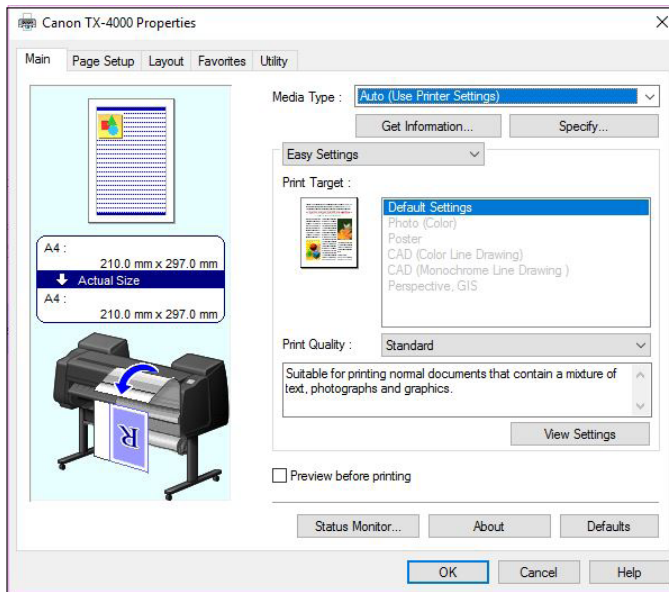 Canon TX-4000 Properties
Main
Page Setup
Layout
Favorites
Utility
Media Type :
Auto (Use Printer Settings)
Get Information...
Specify...
Easy Settings
Print Target :
Default Settings
Photo (Color)
Poster
CAD (Color Line Drawing)
CAD (Monochrome Line Drawing )
Perspective, GIS
A4 :
210.0 mm x 297.0 mm
Actual Size
A4 :
210.0 mm x 297.0 mm
R
Print Quality :
Standard
Suitable for printing normal documents that contain a mixture of
text, photographs and graphics.
View Settings
Preview before printing
Status Monitor...
About
Defaults
OK
Cancel
Help